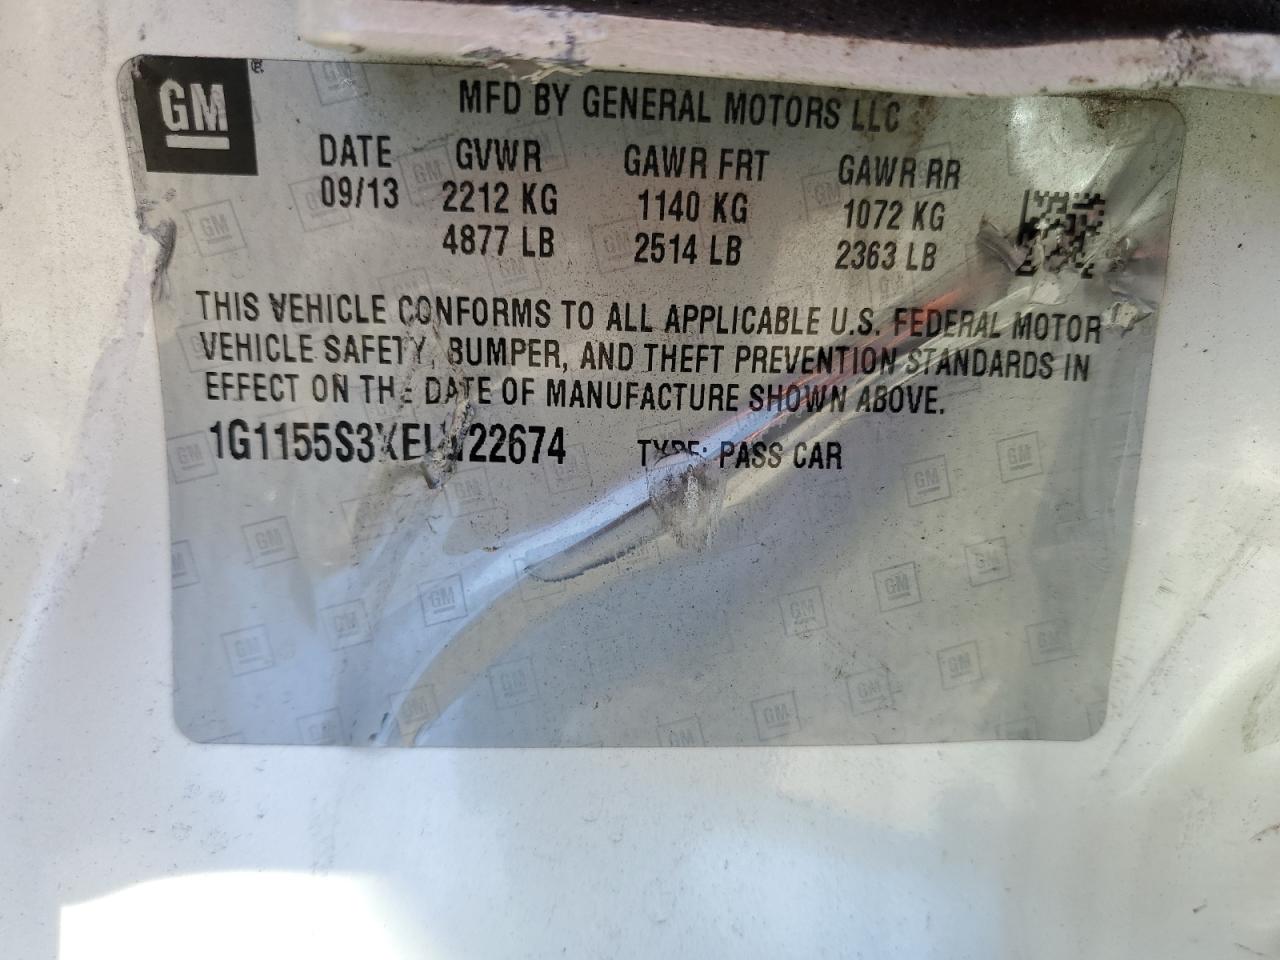 GM
MFD BY GENERAL MOTORS LLC
DATE GVWR GAWR FRT GAWR RR
09/13 2212 KG 1140 KG 1072 KG
4877 LB 2514 LB 2363 LB
THIS VEHICLE CONFORMS TO ALL APPLICABLE U.S. FEDERAL MOTOR
VEHICLE SAFETY, BUMPER, AND THEFT PREVENTION STANDARDS IN
EFFECT ON THE DATE OF MANUFACTURE SHOWN ABOVE.
1G1155S3XEU122674 TYPE: PASS CAR